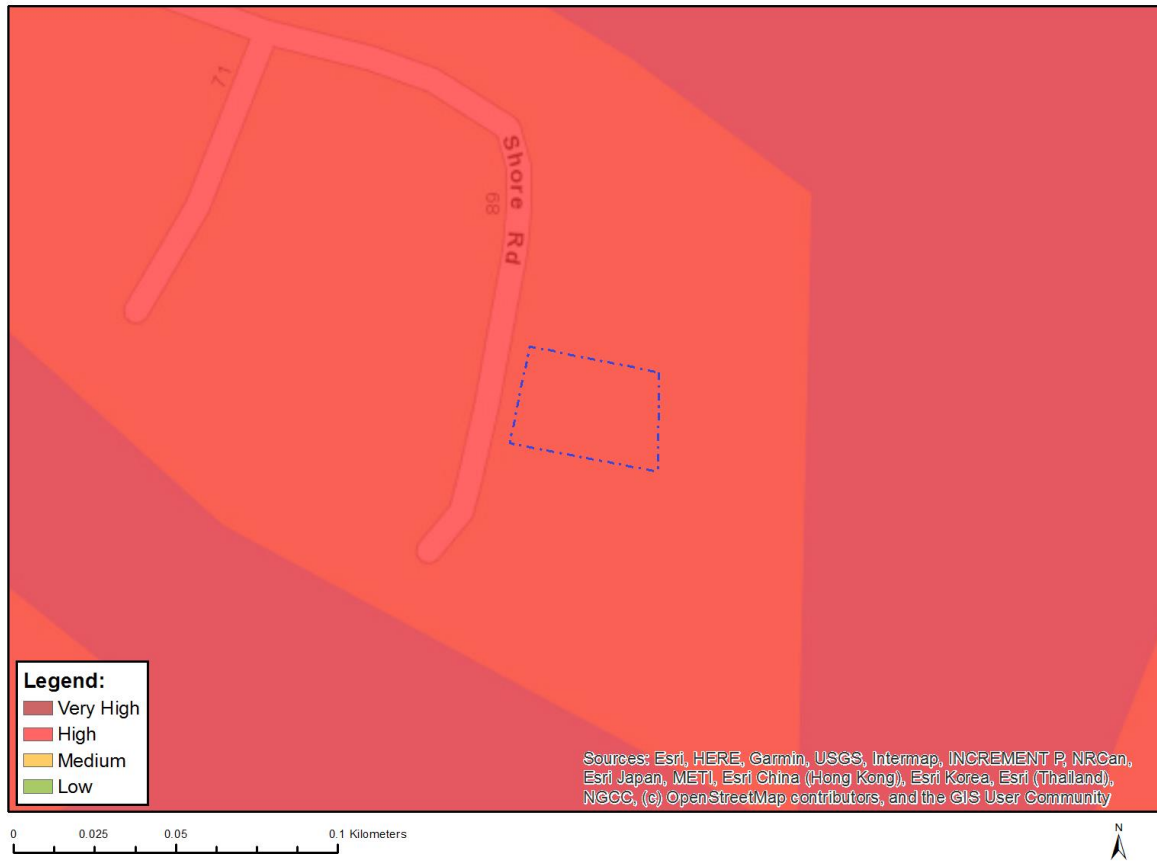 71
Shore Rd
68
Legend:
Very High
High
Medium
Low
Sources: Esri, HERE, Garmin, USGS, Intermap, INCREMENT P, NRCan,
Esri Japan, METI, Esri China (Hong Kong), Esri Korea, Esri (Thailand),
NGCC, (c) OpenStreetMap contributors, and the GIS User Community
0 0.025 0.05 0.1 Kilometers
N